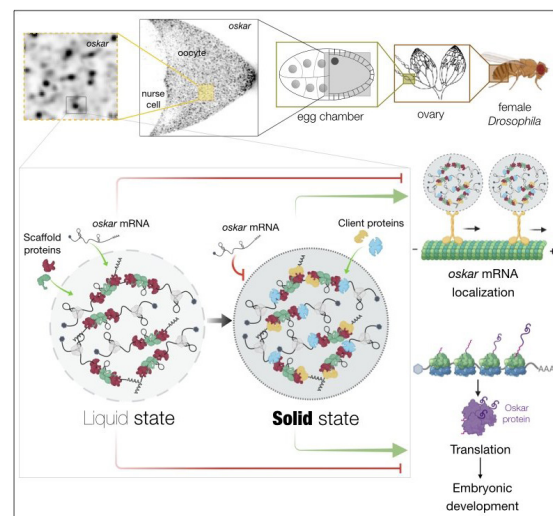 oskar
oskar
oocyte
nurse
cell
egg chamber
ovary
female
Drosophila
oskar mRNA
Scaffold
proteins
oskar mRNA
Client proteins
Liquid state
Solid state
- +
oskar mRNA
localization
AAA
Oskar
protein
Translation
Embryonic
development